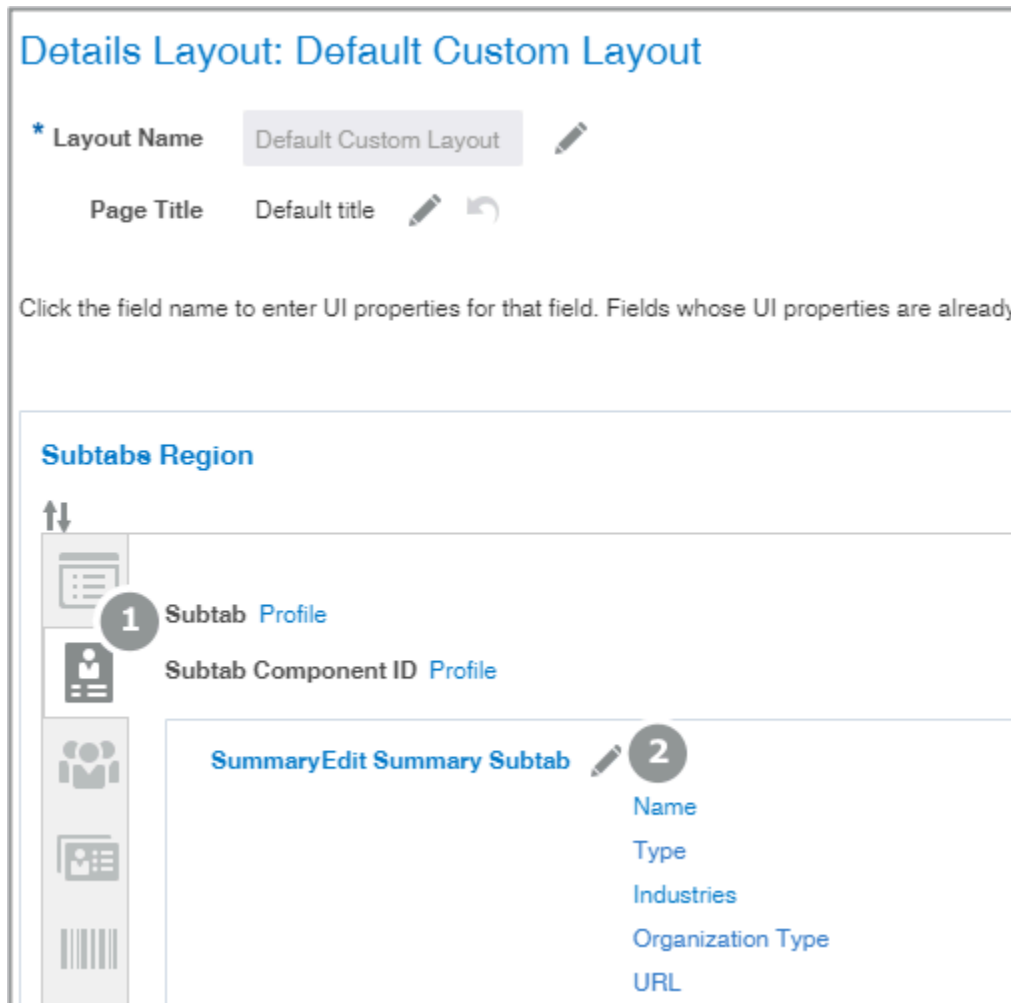 Details Layout: Default Custom Layout
* Layout Name Default Custom Layout
Page Title Default title
Click the field name to enter UI properties for that field. Fields whose UI properties are already
Subtabs Region
1
Subtab Profile
Subtab Component ID Profile
SummaryEdit Summary Subtab 2
Name
Type
Industries
Organization Type
URL